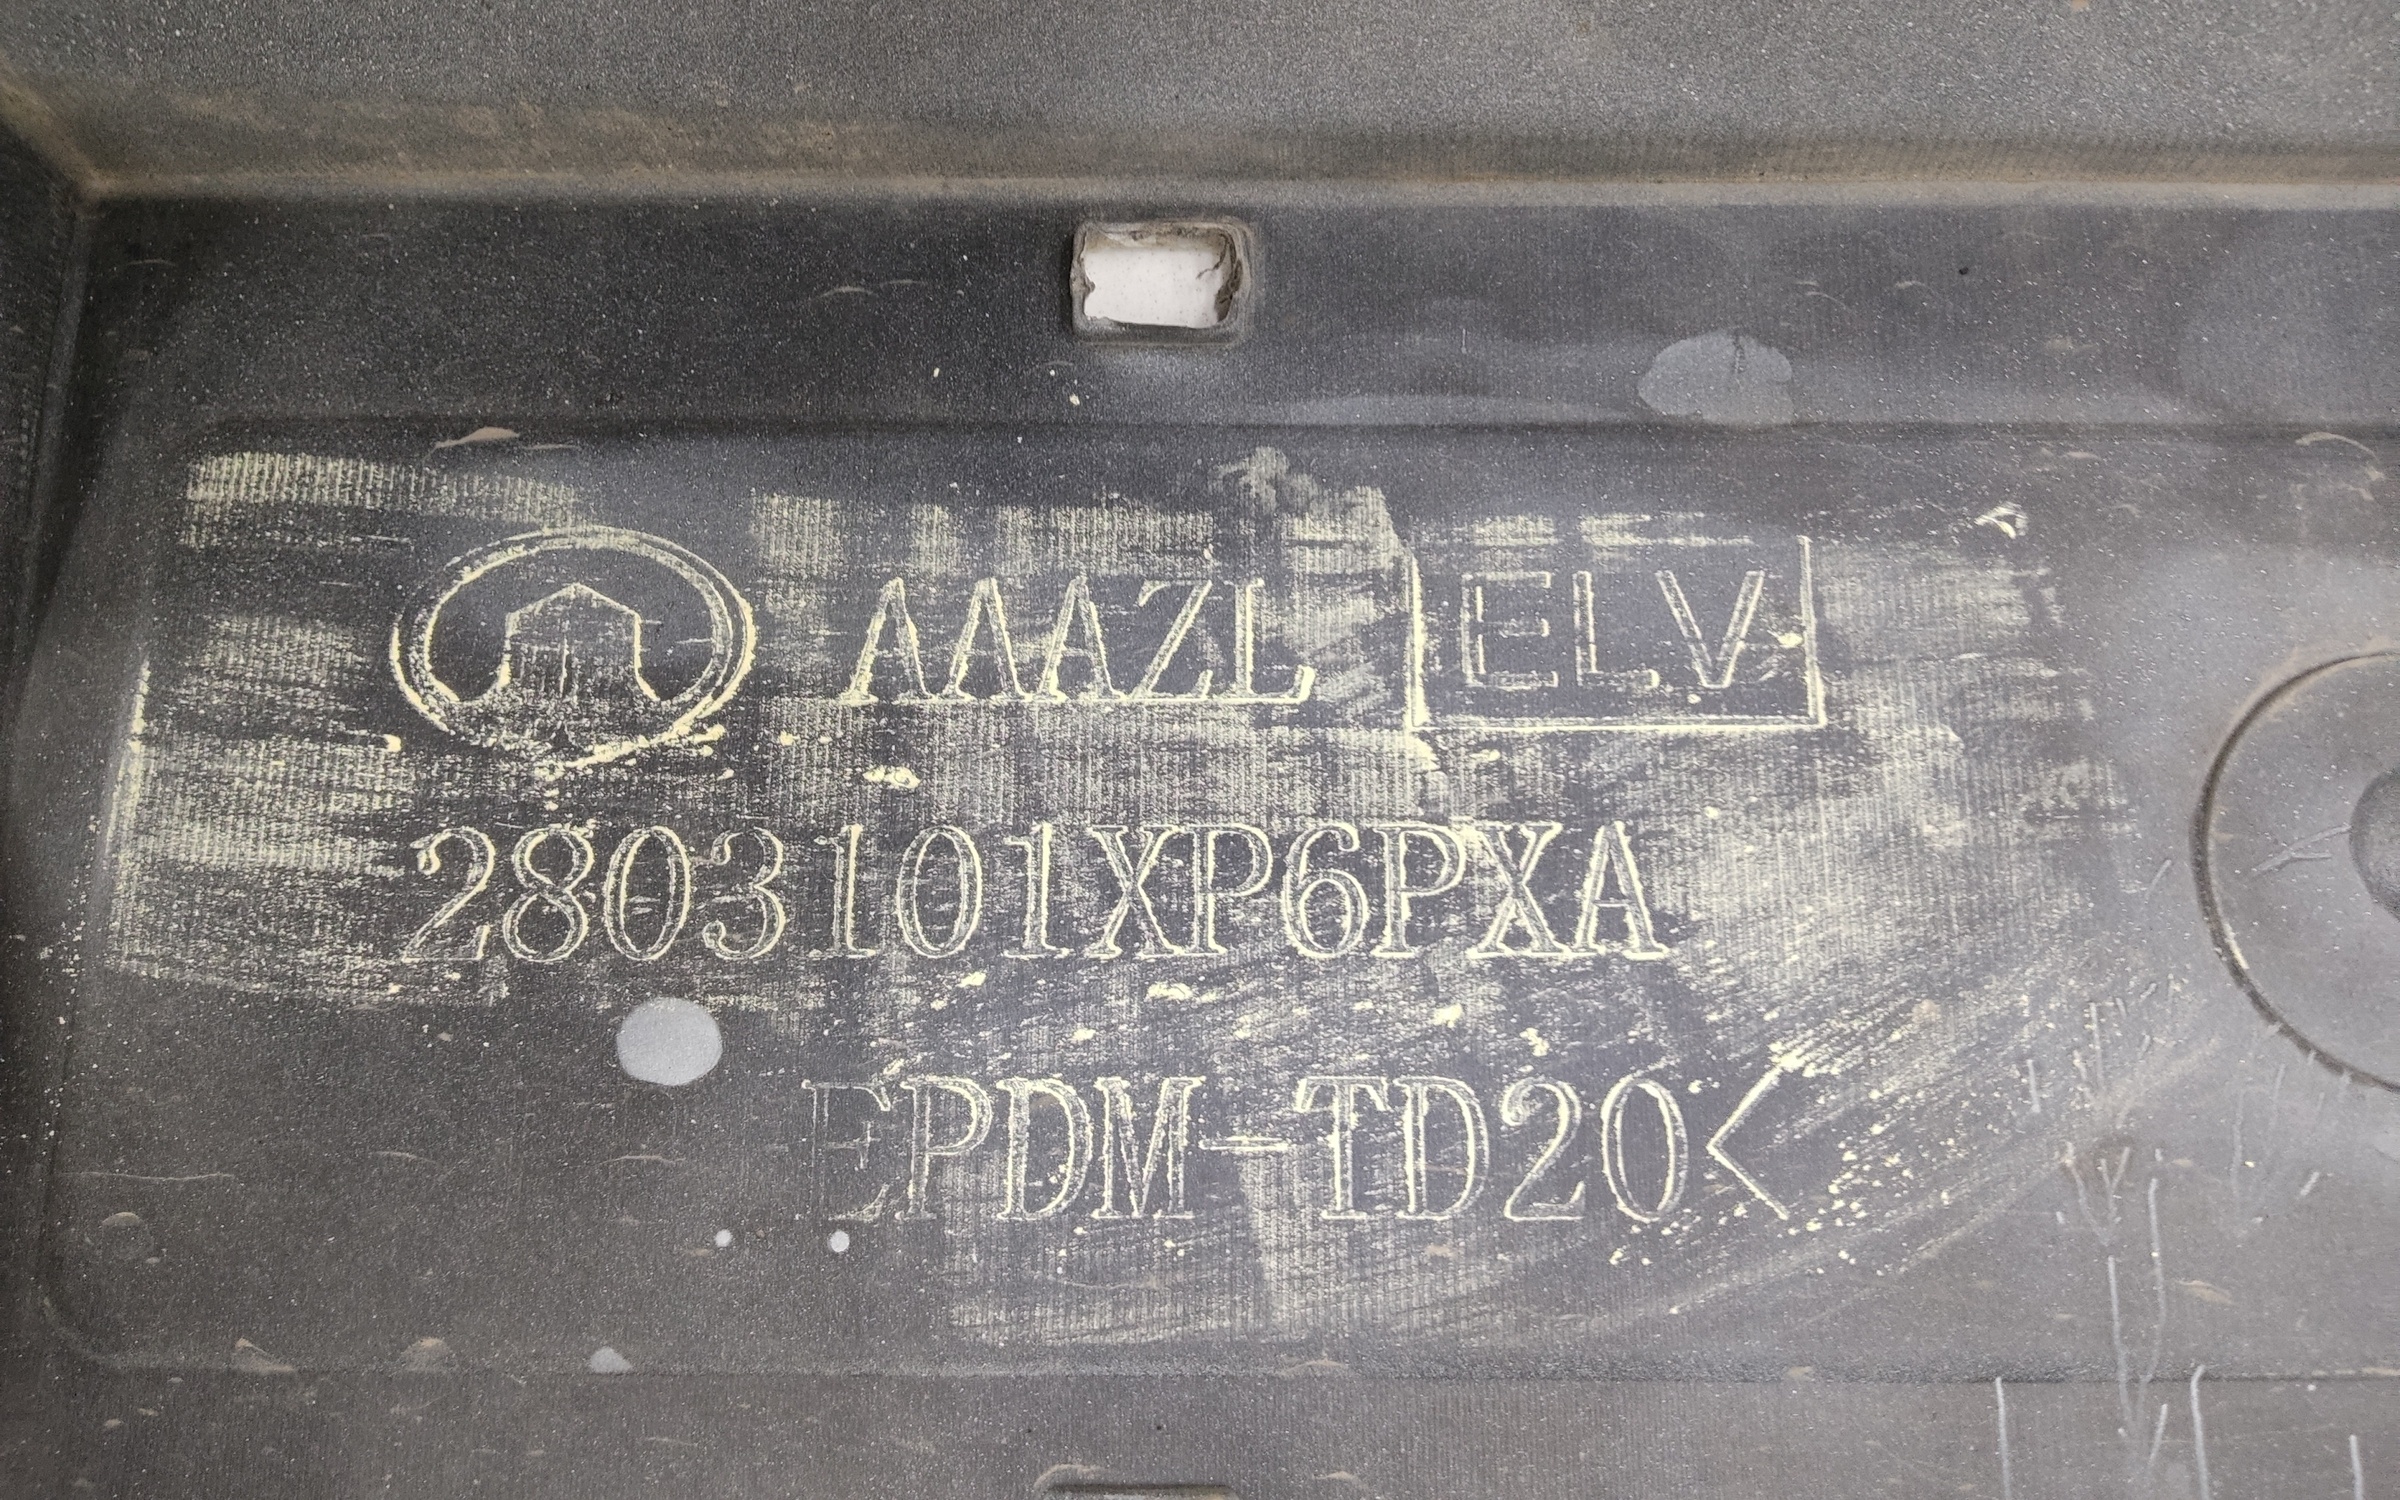 AAAZL ELV
2803101XP6PXA
EPDM-TD20<